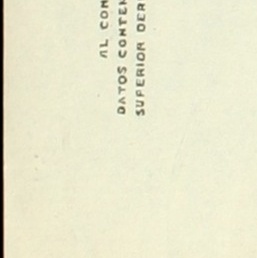 AL CON
DATOS CONTEN
SUPERIOR DER